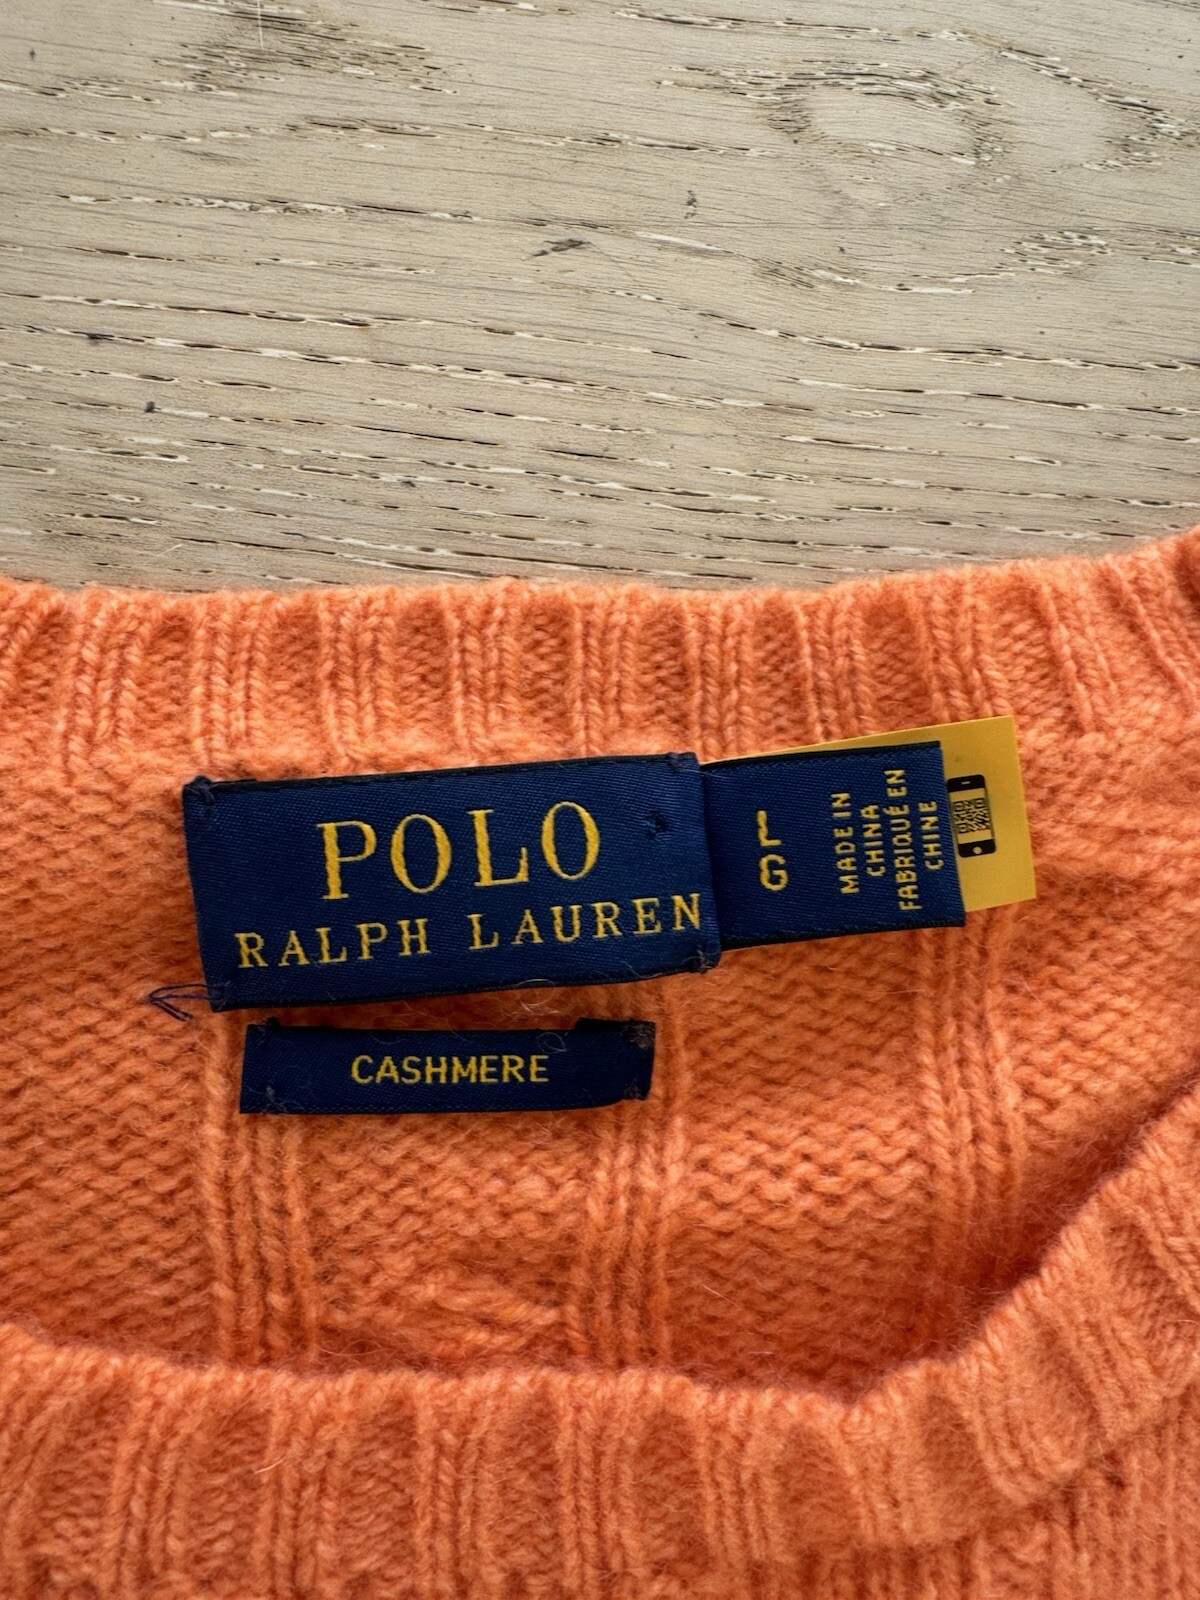 POLO
RALPH LAUREN
L
G
MADE IN
CHINA
FABRIQUÉ EN
CHINE
CASHMERE